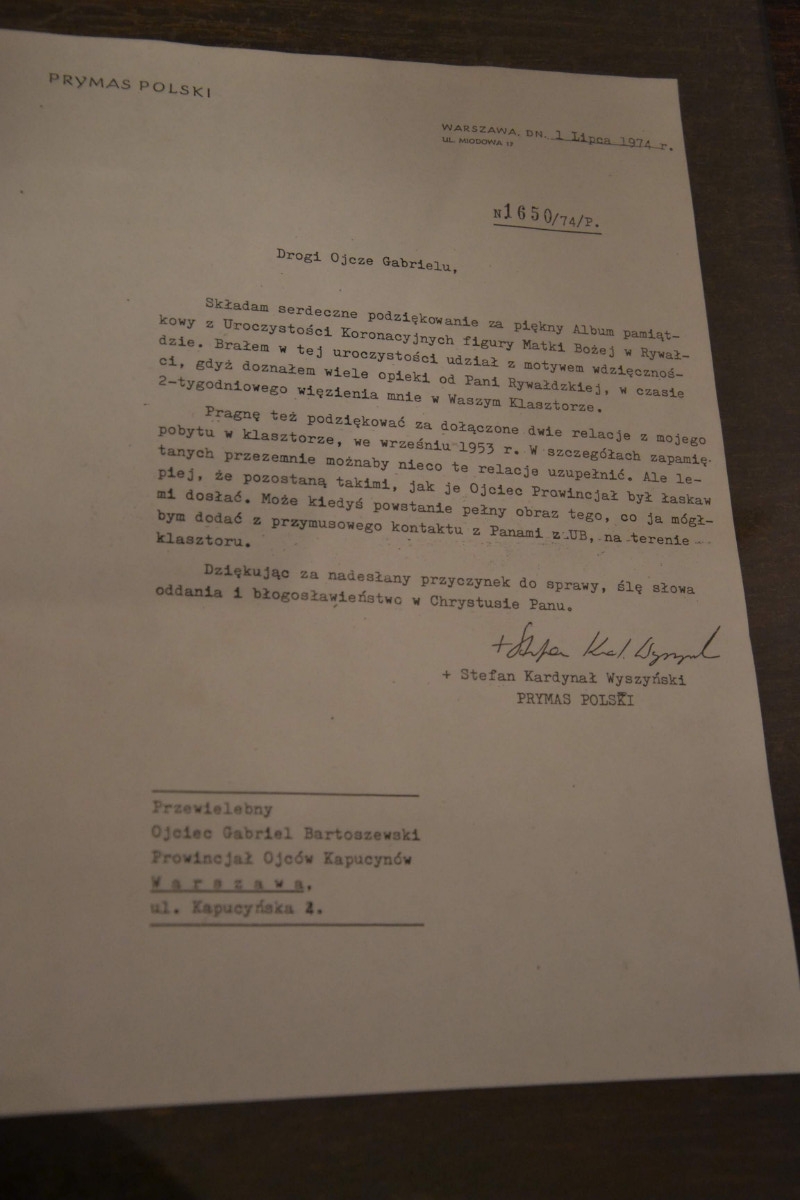 PRYMAS POLSKI
WARSZAWA, DN. 1 Lipca 1974 r.
UL. MIODOWA 17
N1650/74/P.
Drogi Ojcze Gabrielu,
Składam serdeczne podziękowanie za piękny Album pamiąt-
kowy z Uroczystości Koronacyjnych figury Matki Bożej w Rywał-
dzie. Brałem w tej uroczystości udział z motywem wdzięcznoś-
ci, gdyż doznałem wiele opieki od Pani Rywałdzkiej, w czasie
2-tygodniowego więzienia mnie w Waszym Klasztorze.
Pragnę też podziękować za dołączone dwie relacje z mojego
pobytu w klasztorze, we wrześniu 1953 r. W szczegółach zapamię-
tanych przezemnie możnaby nieco te relacje uzupełnić. Ale le-
piej, że pozostaną takimi, jak je Ojciec Prowincjał był łaskaw
mi dosłać. Może kiedyś powstanie pełny obraz tego, co ja mógł-
bym dodać z przymusowego kontaktu z Panami z UB, na terenie
klasztoru.
Dziękując za nadesłany przyczynek do sprawy, ślę słowa
oddania i błogosławieństwo w Chrystusie Panu.
+ Stefan Kard. Wyszyński
+ Stefan Kardynał Wyszyński
PRYMAS POLSKI
Przewielebny
Ojciec Gabriel Bartoszewski
Prowincjał Ojców Kapucynów
W a r s z a w a,
ul. Kapucyńska 4.